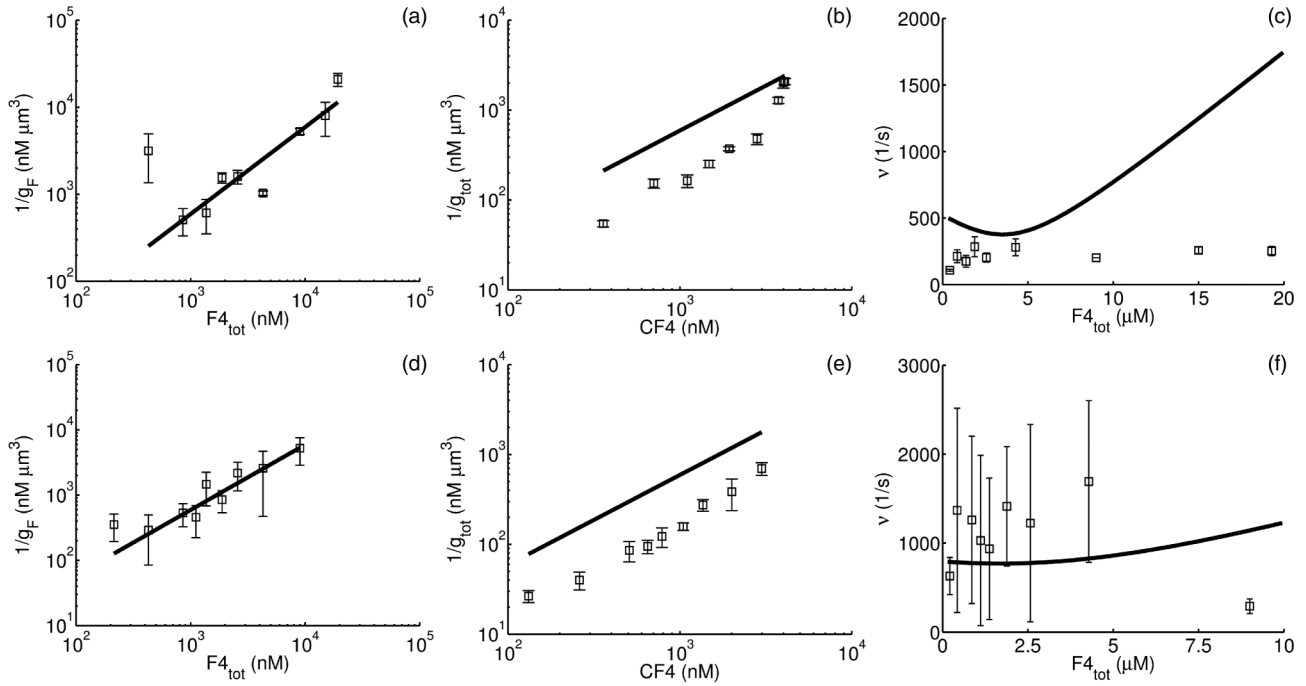 (a)
10^5
10^4
10^3
10^2
1/g_F (nM μm^3)
10^2 10^3 10^4 10^5
F4_tot (nM)
(b)
10^4
10^3
10^2
10^1
1/g_tot (nM μm^3)
10^2 10^3 10^4
CF4 (nM)
(c)
2000
1500
1000
500
0
ν (1/s)
0 5 10 15 20
F4_tot (μM)
(d)
10^5
10^4
10^3
10^2
10^1
1/g_F (nM μm^3)
10^2 10^3 10^4 10^5
F4_tot (nM)
(e)
10^4
10^3
10^2
10^1
1/g_tot (nM μm^3)
10^2 10^3 10^4
CF4 (nM)
(f)
3000
2000
1000
0
ν (1/s)
0 2.5 5 7.5 10
F4_tot (μM)